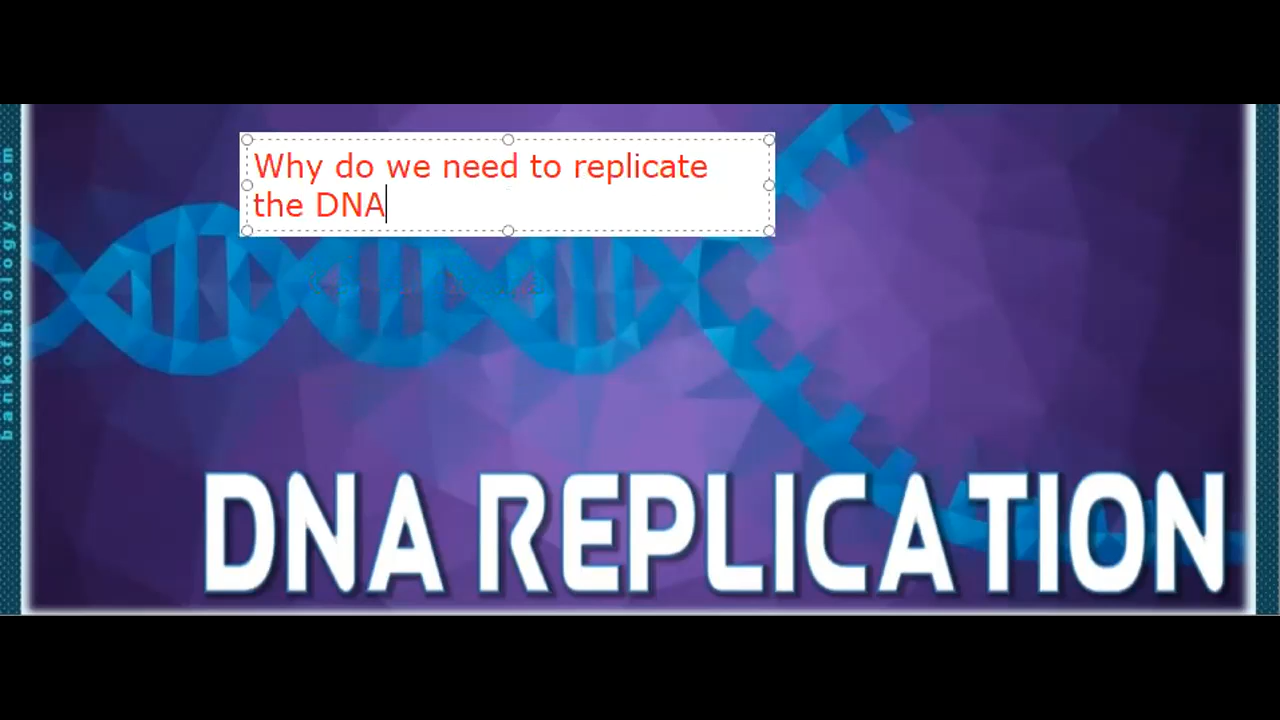 bankofbiology.com
Why do we need to replicate
the DNA
DNA REPLICATION